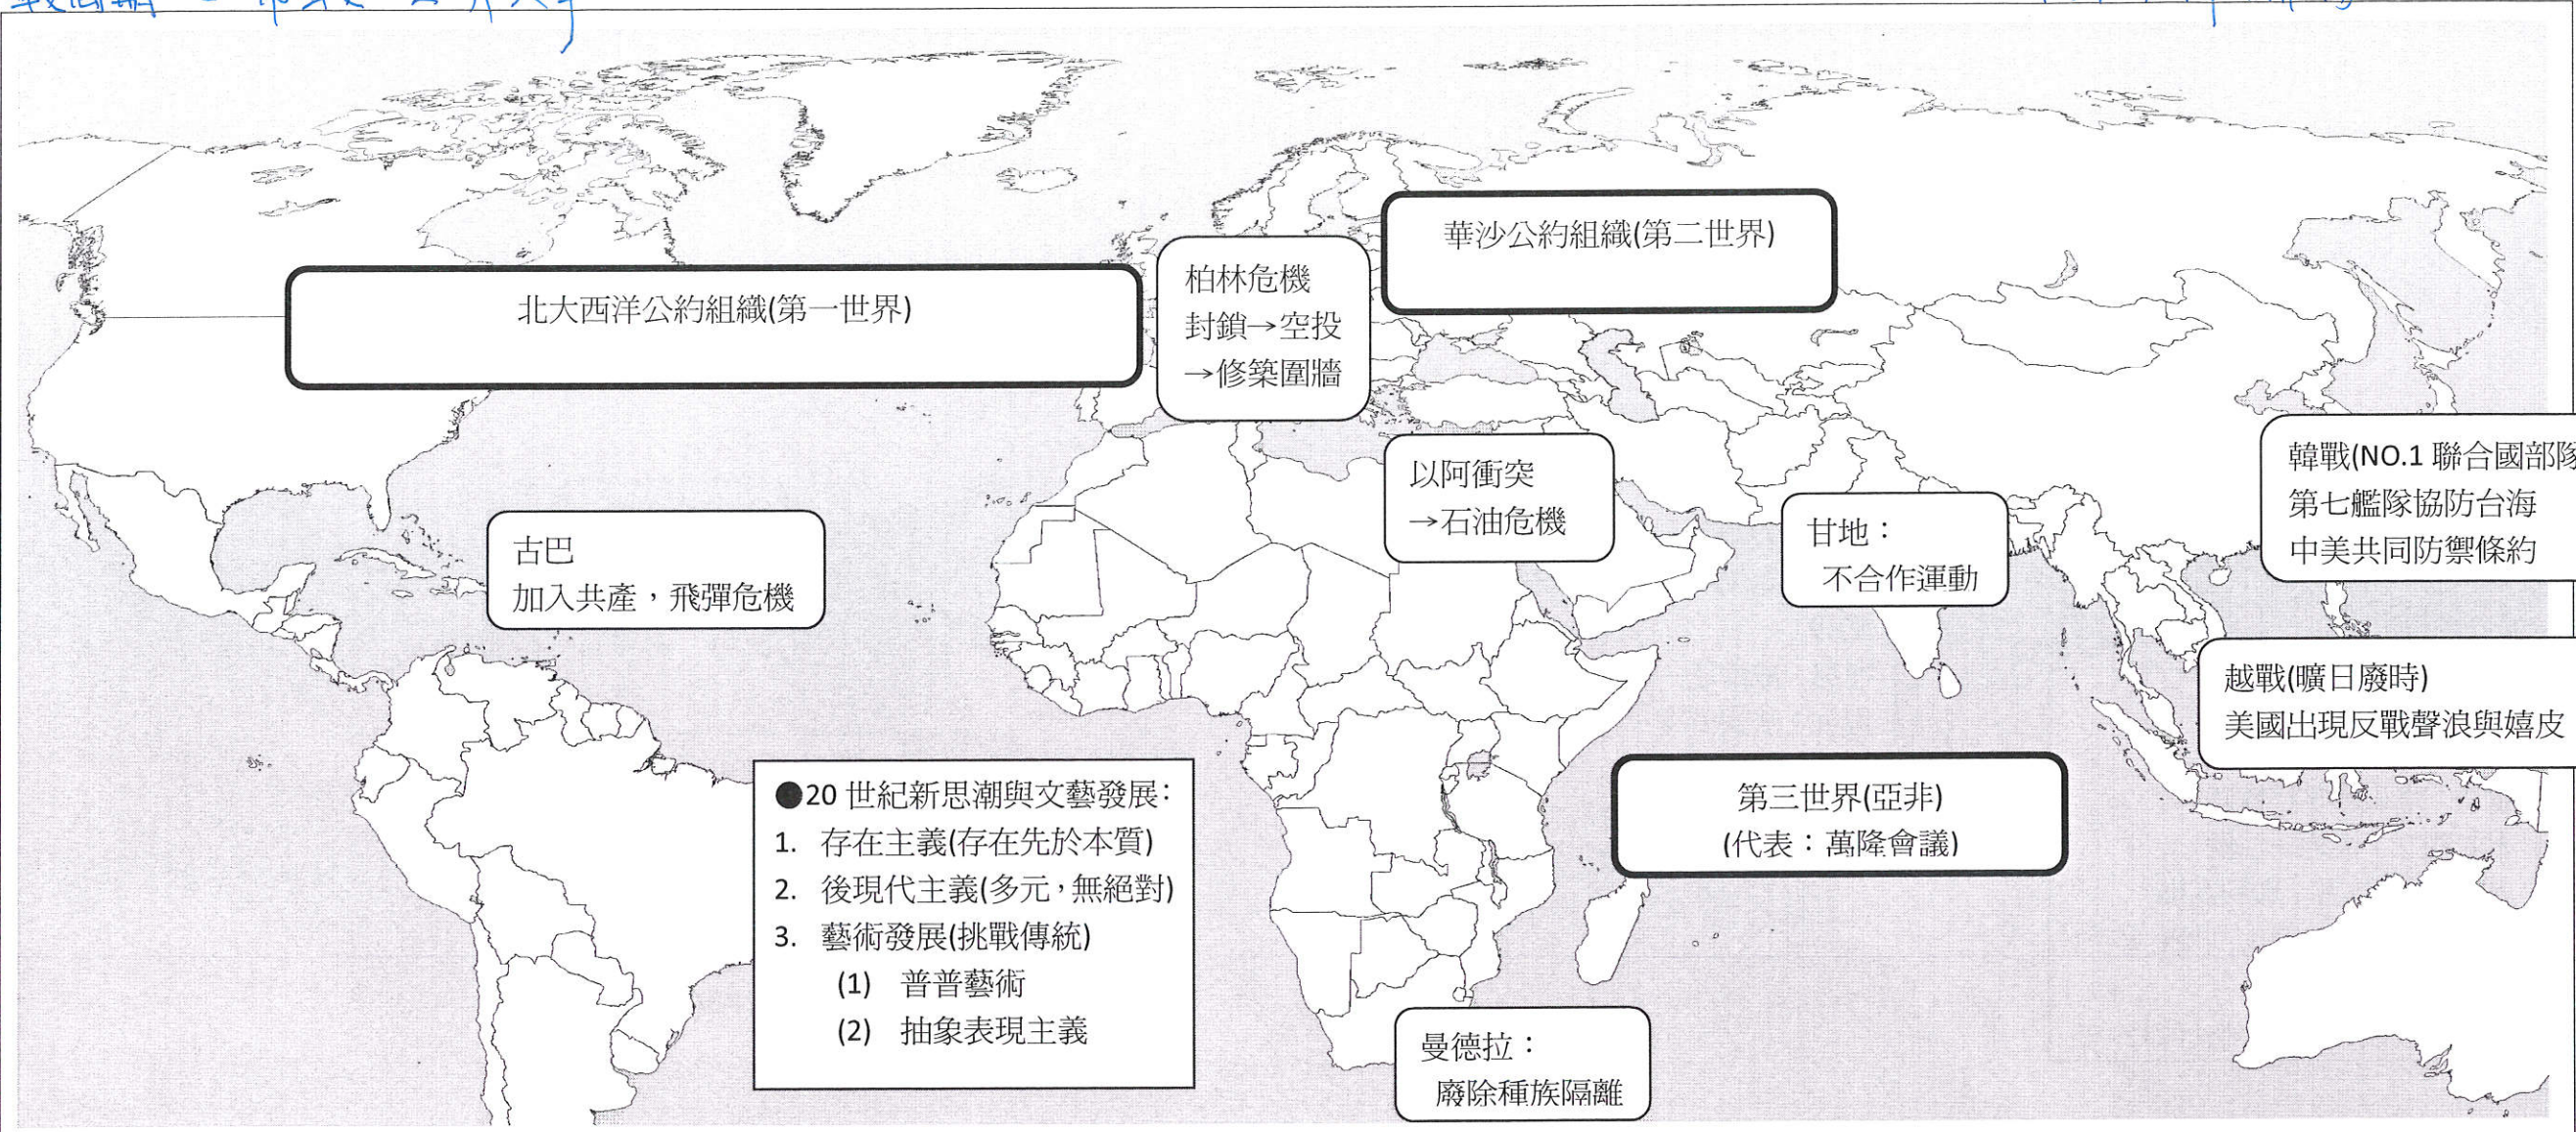 華沙公約組織(第二世界)
北大西洋公約組織(第一世界)
柏林危機
封鎖→空投
→修築圍牆
韓戰(NO.1 聯合國部隊
第七艦隊協防台海
中美共同防禦條約
以阿衝突
→石油危機
甘地：
不合作運動
古巴
加入共產，飛彈危機
越戰(曠日廢時)
美國出現反戰聲浪與嬉皮
第三世界(亞非)
(代表：萬隆會議)
●20 世紀新思潮與文藝發展：
1. 存在主義(存在先於本質)
2. 後現代主義(多元，無絕對)
3. 藝術發展(挑戰傳統)
(1) 普普藝術
(2) 抽象表現主義
曼德拉：
廢除種族隔離